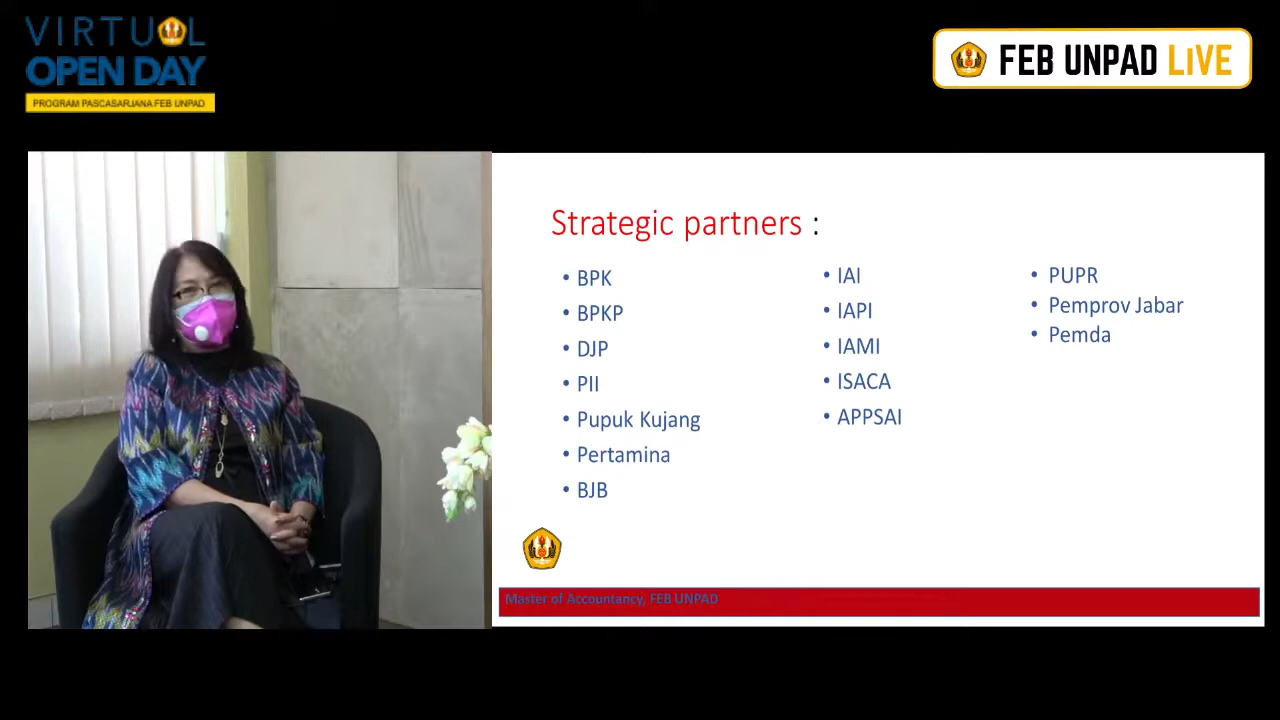 VIRTUAL
OPEN DAY
PROGRAM PASCASARJANA FEB UNPAD
FEB UNPAD LIVE
Strategic partners :
• BPK
• BPKP
• DJP
• PII
• Pupuk Kujang
• Pertamina
• BJB
• IAI
• IAPI
• IAMI
• ISACA
• APPSAI
• PUPR
• Pemprov Jabar
• Pemda
Master of Accountancy, FEB UNPAD